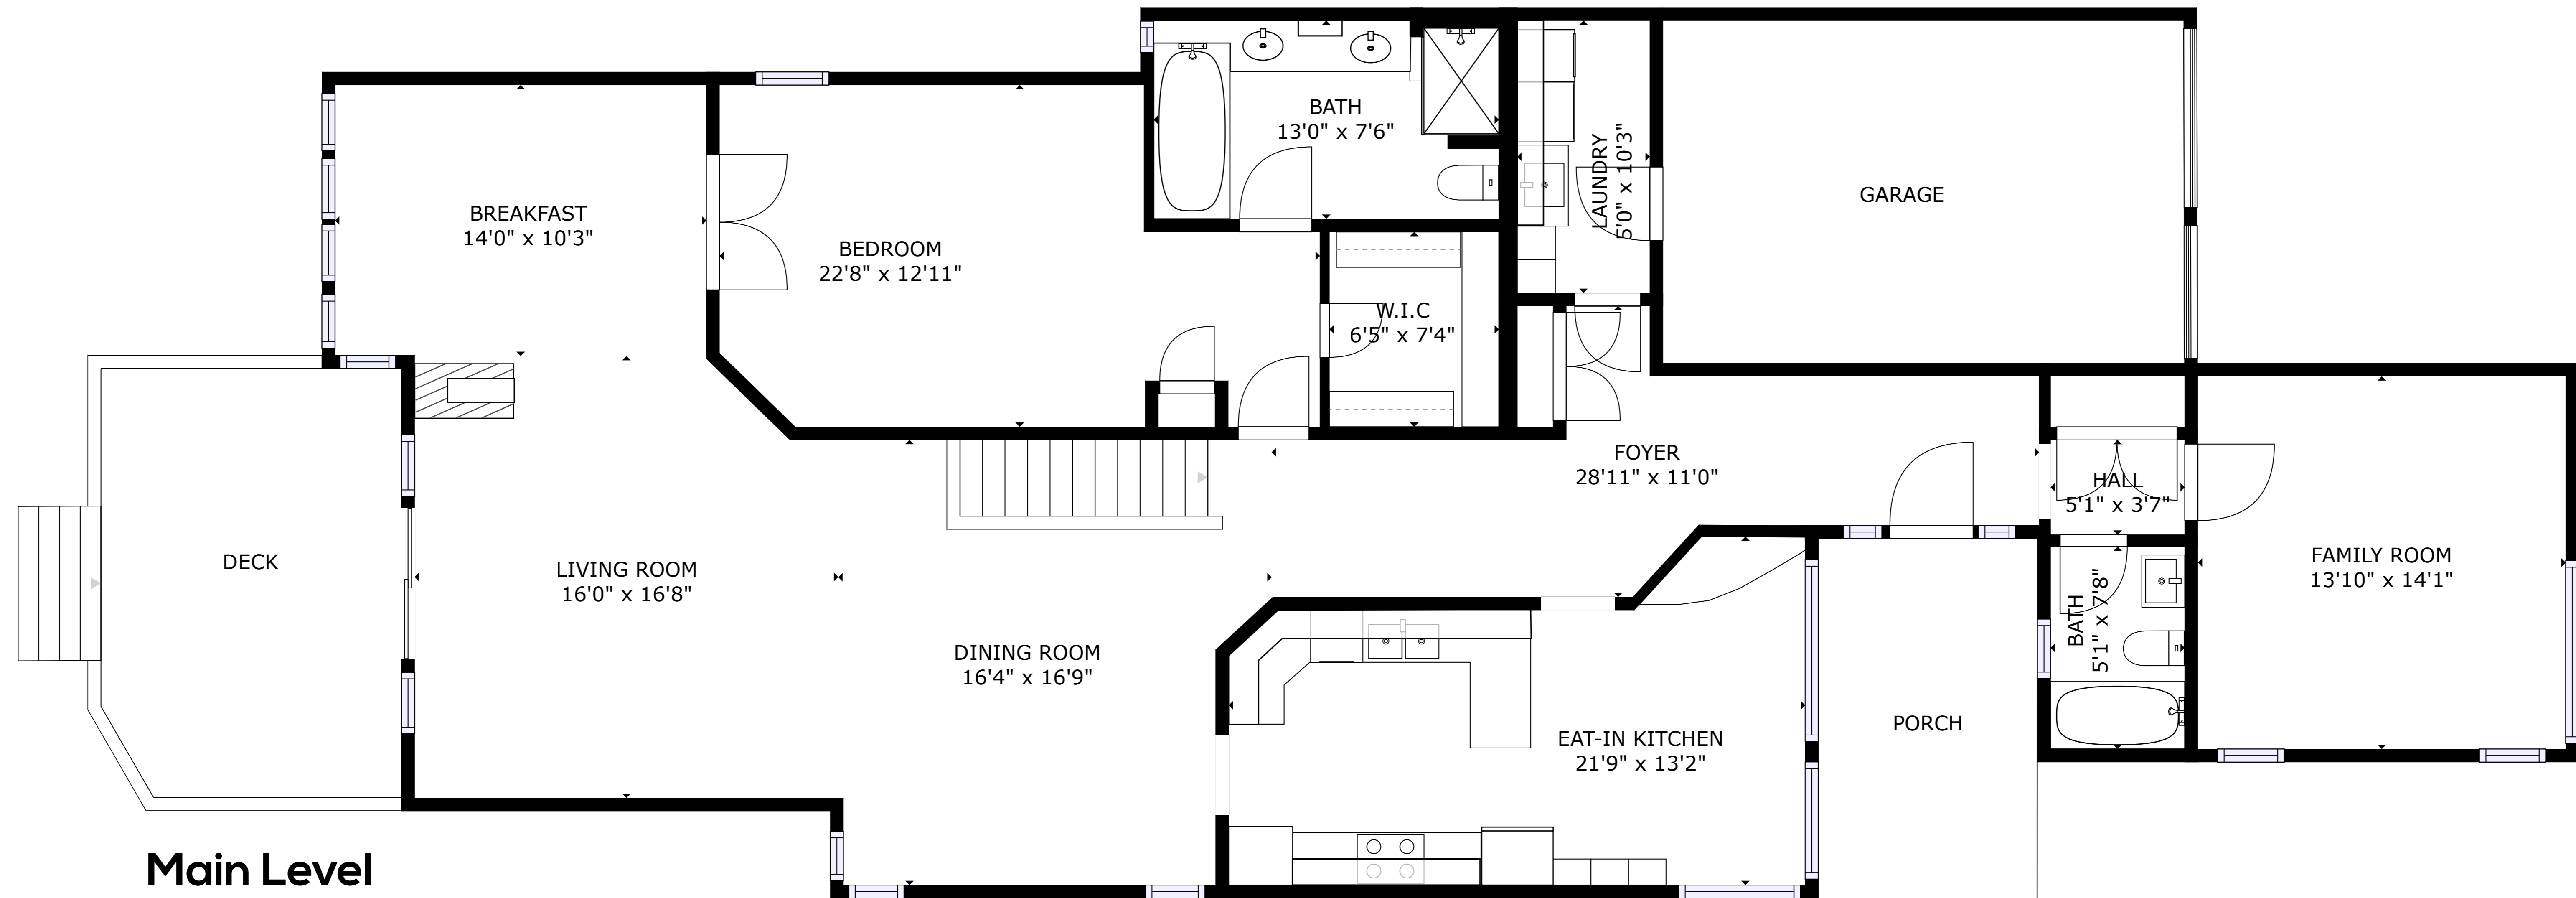 BATH
13'0" x 7'6"
LAUNDRY
5'0" x 10'3"
GARAGE
BREAKFAST
14'0" x 10'3"
BEDROOM
22'8" x 12'11"
W.I.C
6'5" x 7'4"
FOYER
28'11" x 11'0"
HALL
5'1" x 3'7"
DECK
LIVING ROOM
16'0" x 16'8"
FAMILY ROOM
13'10" x 14'1"
BATH
5'1" x 7'8"
DINING ROOM
16'4" x 16'9"
PORCH
EAT-IN KITCHEN
21'9" x 13'2"
Main Level